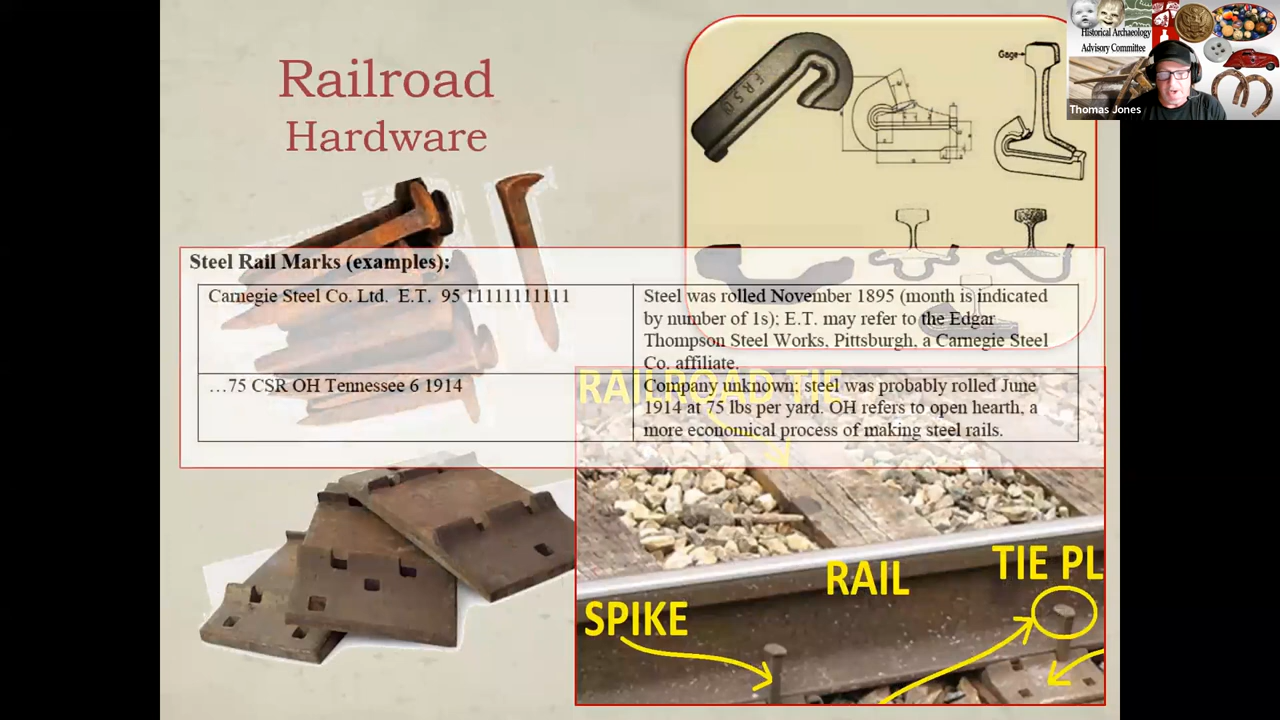 Railroad
Hardware
Gage
Historical Archaeology
Advisory Committee
Thomas Jones
Steel Rail Marks (examples):
Carnegie Steel Co. Ltd. E.T. 95 11111111111
Steel was rolled November 1895 (month is indicated
by number of 1s); E.T. may refer to the Edgar
Thompson Steel Works, Pittsburgh, a Carnegie Steel
Co. affiliate.
…75 CSR OH Tennessee 6 1914
Company unknown; steel was probably rolled June
1914 at 75 lbs per yard. OH refers to open hearth, a
more economical process of making steel rails.
RAILROAD TIE
RAIL
TIE PL
SPIKE